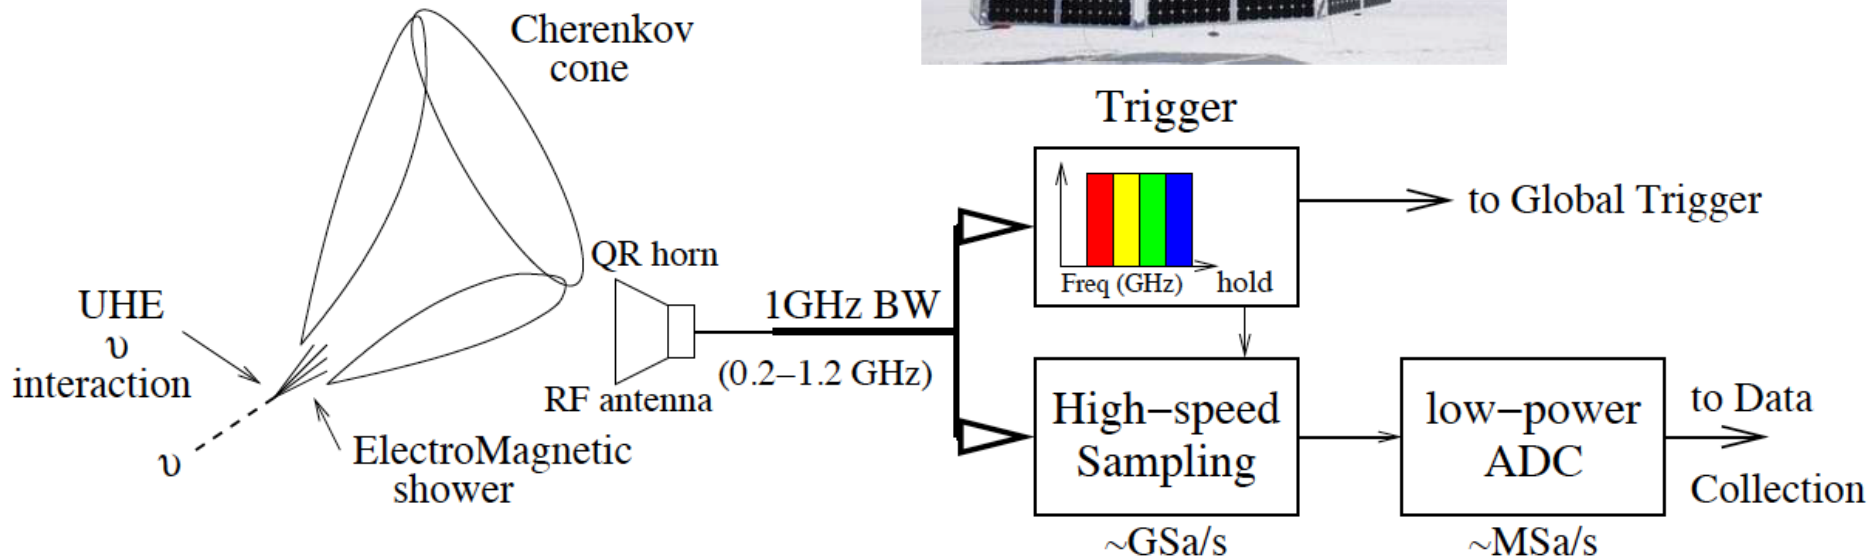 Cherenkov
cone
Trigger
Freq (GHz)
hold
to Global Trigger
QR horn
1GHz BW
(0.2–1.2 GHz)
RF antenna
UHE
υ
interaction
υ
ElectroMagnetic
shower
High–speed
Sampling
~GSa/s
low–power
ADC
~MSa/s
to Data
Collection